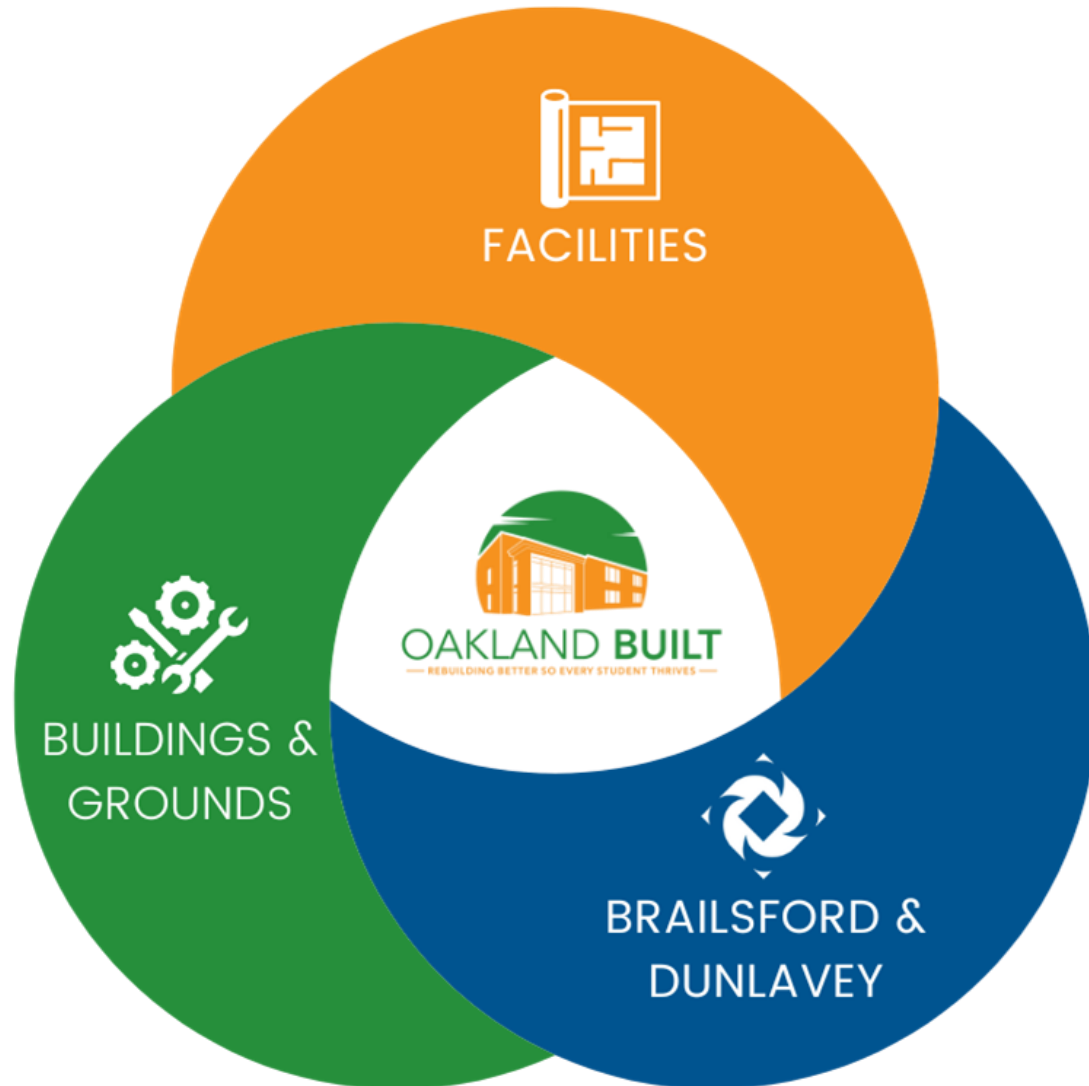 FACILITIES
OAKLAND BUILT
REBUILDING BETTER SO EVERY STUDENT THRIVES
BUILDINGS &
GROUNDS
BRAILSFORD &
DUNLAVEY